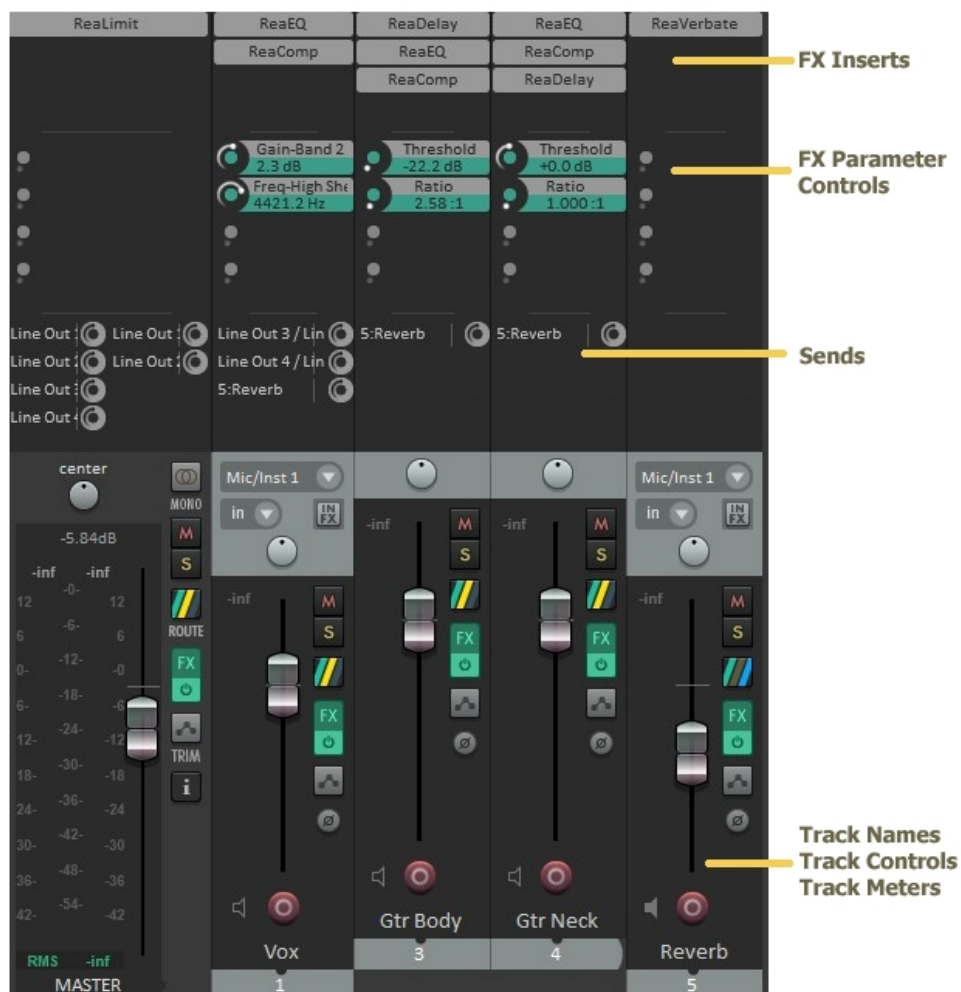 ReaLimit
ReaEQ
ReaDelay
ReaEQ
ReaVerbate
ReaComp
ReaEQ
ReaComp
FX Inserts
ReaComp
ReaDelay
Gain-Band 2
2.3 dB
Threshold
-22.2 dB
Threshold
+0.0 dB
FX Parameter
Controls
Freq-High She
4421.2 Hz
Ratio
2.58 :1
Ratio
1.000 :1
Line Out
Line Out
Line Out 3 / Lin
5:Reverb
5:Reverb
Sends
Line Out
Line Out
Line Out 4 / Lin
Line Out
5:Reverb
Line Out 4
center
MONO
-5.84dB
M
S
ROUTE
FX
TRIM
i
-inf -inf
-0-
12 12
-6-
6 6
-12-
0- -0
-18-
6- -6
-24-
12- -12
-30-
18- -18
-36-
24- -24
-42-
30- -30
-48-
36- -36
-54-
42- -42
RMS -inf
MASTER
Mic/Inst 1
in
IN
FX
-inf
M
S
FX
Ø
Vox
1
-inf
M
S
FX
Ø
Gtr Body
3
-inf
M
S
FX
Ø
Gtr Neck
4
Mic/Inst 1
in
IN
FX
-inf
M
S
FX
Ø
Reverb
5
Track Names
Track Controls
Track Meters